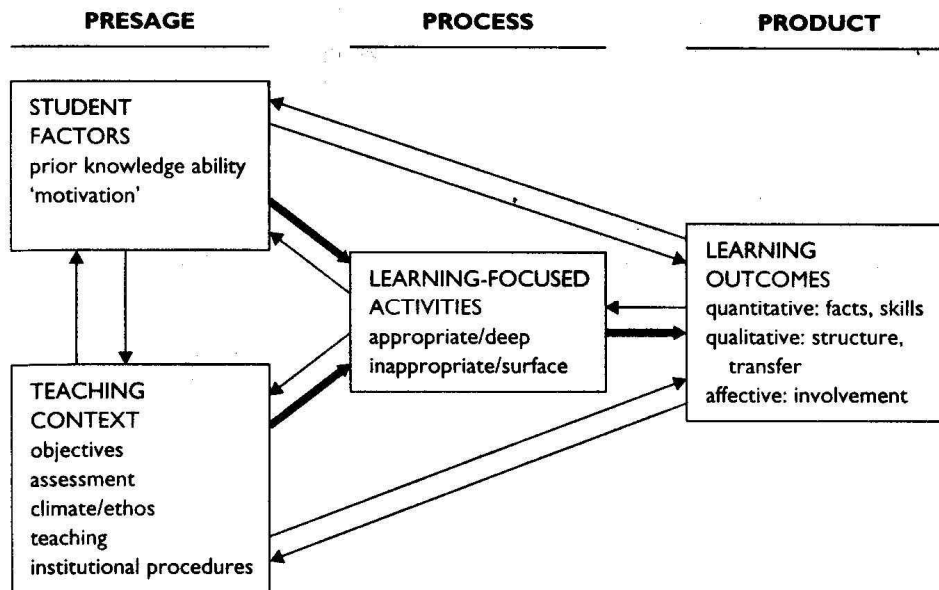 PRESAGE
PROCESS
PRODUCT
STUDENT
FACTORS
prior knowledge ability
‘motivation’
LEARNING-FOCUSED
ACTIVITIES
appropriate/deep
inappropriate/surface
LEARNING
OUTCOMES
quantitative: facts, skills
qualitative: structure,
transfer
affective: involvement
TEACHING
CONTEXT
objectives
assessment
climate/ethos
teaching
institutional procedures